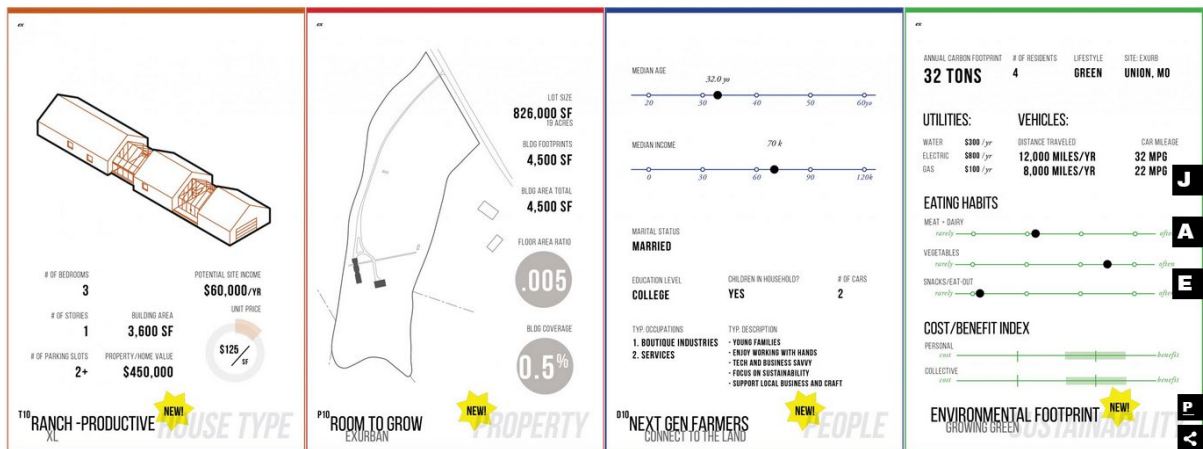 ex
# OF BEDROOMS
3
POTENTIAL SITE INCOME
$60,000/YR
# OF STORIES
1
BUILDING AREA
3,600 SF
UNIT PRICE
$125
/
SF
# OF PARKING SLOTS
2+
PROPERTY/HOME VALUE
$450,000
T10 RANCH -PRODUCTIVE
XL
NEW!
HOUSE TYPE
ex
LOT SIZE
826,000 SF
19 ACRES
BLDG FOOTPRINTS
4,500 SF
BLDG AREA TOTAL
4,500 SF
FLOOR AREA RATIO
.005
BLDG COVERAGE
0.5%
P10 ROOM TO GROW
EXURBAN
NEW!
PROPERTY
MEDIAN AGE
32.0 yo
20 30 40 50 60yo
MEDIAN INCOME
70 k
0 30 60 90 120k
MARITAL STATUS
MARRIED
EDUCATION LEVEL
COLLEGE
CHILDREN IN HOUSEHOLD?
YES
# OF CARS
2
TYP. OCCUPATIONS
1. BOUTIQUE INDUSTRIES
2. SERVICES
TYP. DESCRIPTION
- YOUNG FAMILIES
- ENJOY WORKING WITH HANDS
- TECH AND BUSINESS SAVVY
- FOCUS ON SUSTAINABILITY
- SUPPORT LOCAL BUSINESS AND CRAFT
D10 NEXT GEN FARMERS
CONNECT TO THE LAND
NEW!
PEOPLE
ex
ANNUAL CARBON FOOTPRINT
32 TONS
# OF RESIDENTS
4
LIFESTYLE
GREEN
SITE: EXURB
UNION, MO
UTILITIES:
WATER $300 / yr
ELECTRIC $800 / yr
GAS $100 / yr
VEHICLES:
DISTANCE TRAVELED CAR MILEAGE
12,000 MILES/YR 32 MPG
8,000 MILES/YR 22 MPG
EATING HABITS
MEAT + DAIRY
rarely often
VEGETABLES
rarely often
SNACKS/EAT-OUT
rarely often
COST/BENEFIT INDEX
PERSONAL
cost benefit
COLLECTIVE
cost benefit
ENVIRONMENTAL FOOTPRINT
GROWING GREEN
NEW!
SUSTAINABILITY
J
A
E
P